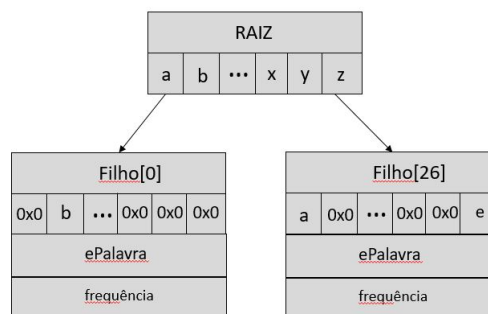 RAIZ
a b ... x y z
Filho[0]
0x0 b ... 0x0 0x0 0x0
ePalavra
frequência
Filho[26]
a 0x0 ... 0x0 0x0 e
ePalavra
frequência